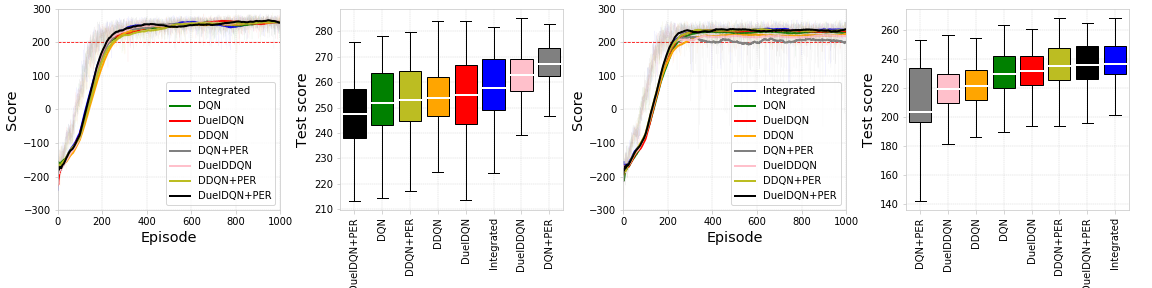 300
200
100
0
−100
−200
−300
Score
0
200
400
600
800
1000
Episode
Integrated
DQN
DuelDQN
DDQN
DQN+PER
DuelDDQN
DDQN+PER
DuelDQN+PER
280
270
260
250
240
230
220
210
Test score
DuelDQN+PER
DQN
DDQN+PER
DDQN
DuelDQN
Integrated
DuelDDQN
DQN+PER
300
200
100
0
−100
−200
−300
Score
0
200
400
600
800
1000
Episode
Integrated
DQN
DuelDQN
DDQN
DQN+PER
DuelDDQN
DDQN+PER
DuelDQN+PER
260
240
220
200
180
160
140
Test score
DQN+PER
DuelDDQN
DDQN
DQN
DuelDQN
DDQN+PER
DuelDQN+PER
Integrated